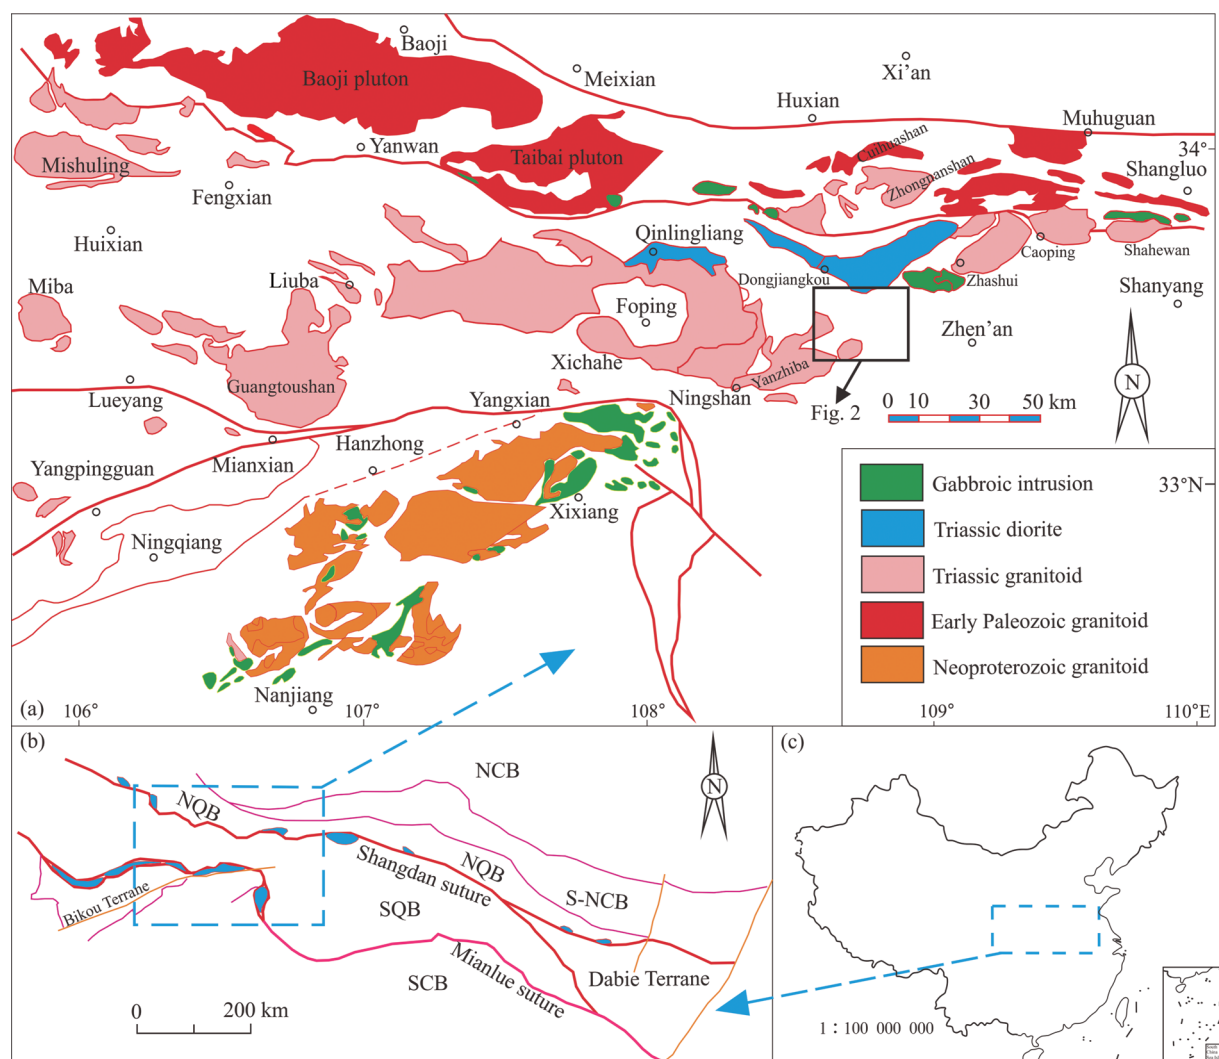 Baoji
Baoji pluton
Meixian
Xi'an
Huxian
Muhuguan
Cuihuashan
34°
Yanwan
Taibai pluton
Mishuling
Zhongnanshan
Shangluo
Fengxian
Huixian
Qinlingliang
Caoping
Shahewan
Miba
Liuba
Dongjiangkou
Zhashui
Shanyang
Foping
Zhen'an
Xichahe
Guangtoushan
Yanzhiba
N
Lueyang
Yangxian
Ningshan
Fig. 2
0 10 30 50 km
Hanzhong
Yangpingguan
Mianxian
33°N
Gabbroic intrusion
Xixiang
Triassic diorite
Ningqiang
Triassic granitoid
Early Paleozoic granitoid
Neoproterozoic granitoid
Nanjiang
(a)
106°
107°
108°
109°
110°E
(b)
NCB
N
NQB
NQB
Shangdan suture
S-NCB
Bikou Terrane
SQB
Mianlue suture
Dabie Terrane
SCB
0 200 km
(c)
1∶100 000 000